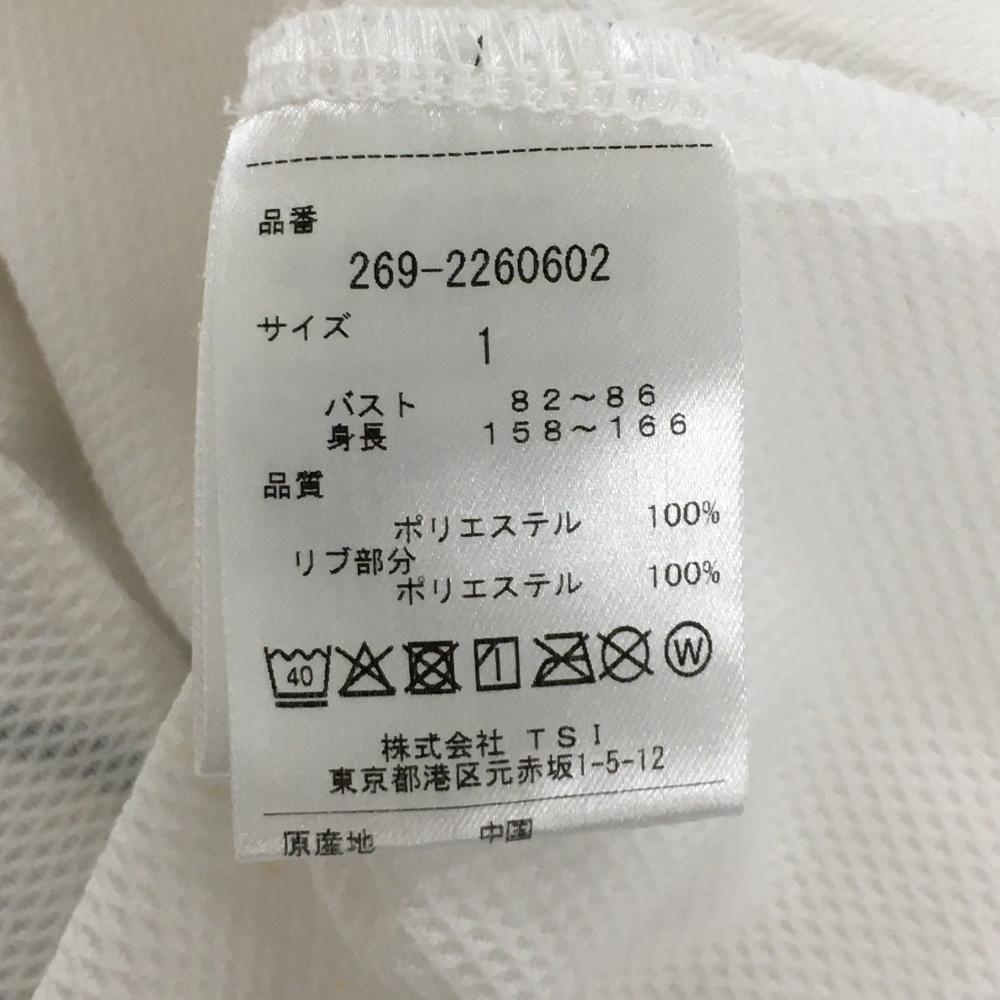 品番
269-2260602
サイズ 1
バスト 82~86
身長 158~166
品質
ポリエステル 100%
リブ部分
ポリエステル 100%
40 W
株式会社 TSI
東京都港区元赤坂1-5-12
原産地 中国